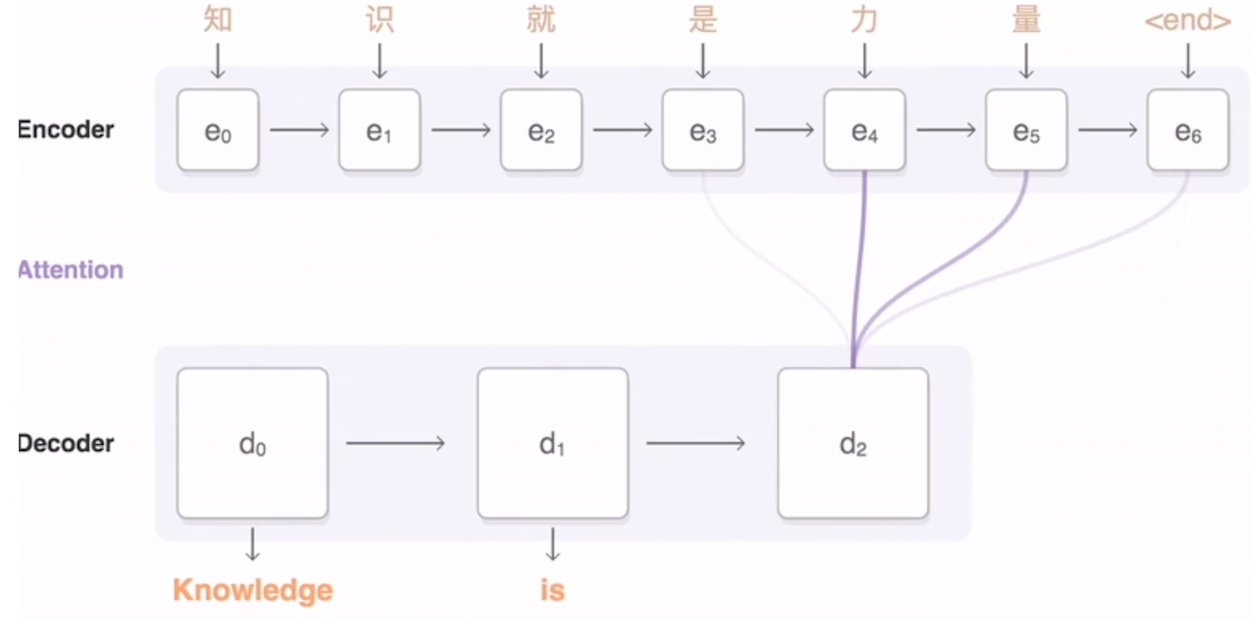 知 识 就 是 力 量 <end>
Encoder e₀ e₁ e₂ e₃ e₄ e₅ e₆
Attention
Decoder d₀ d₁ d₂
Knowledge is